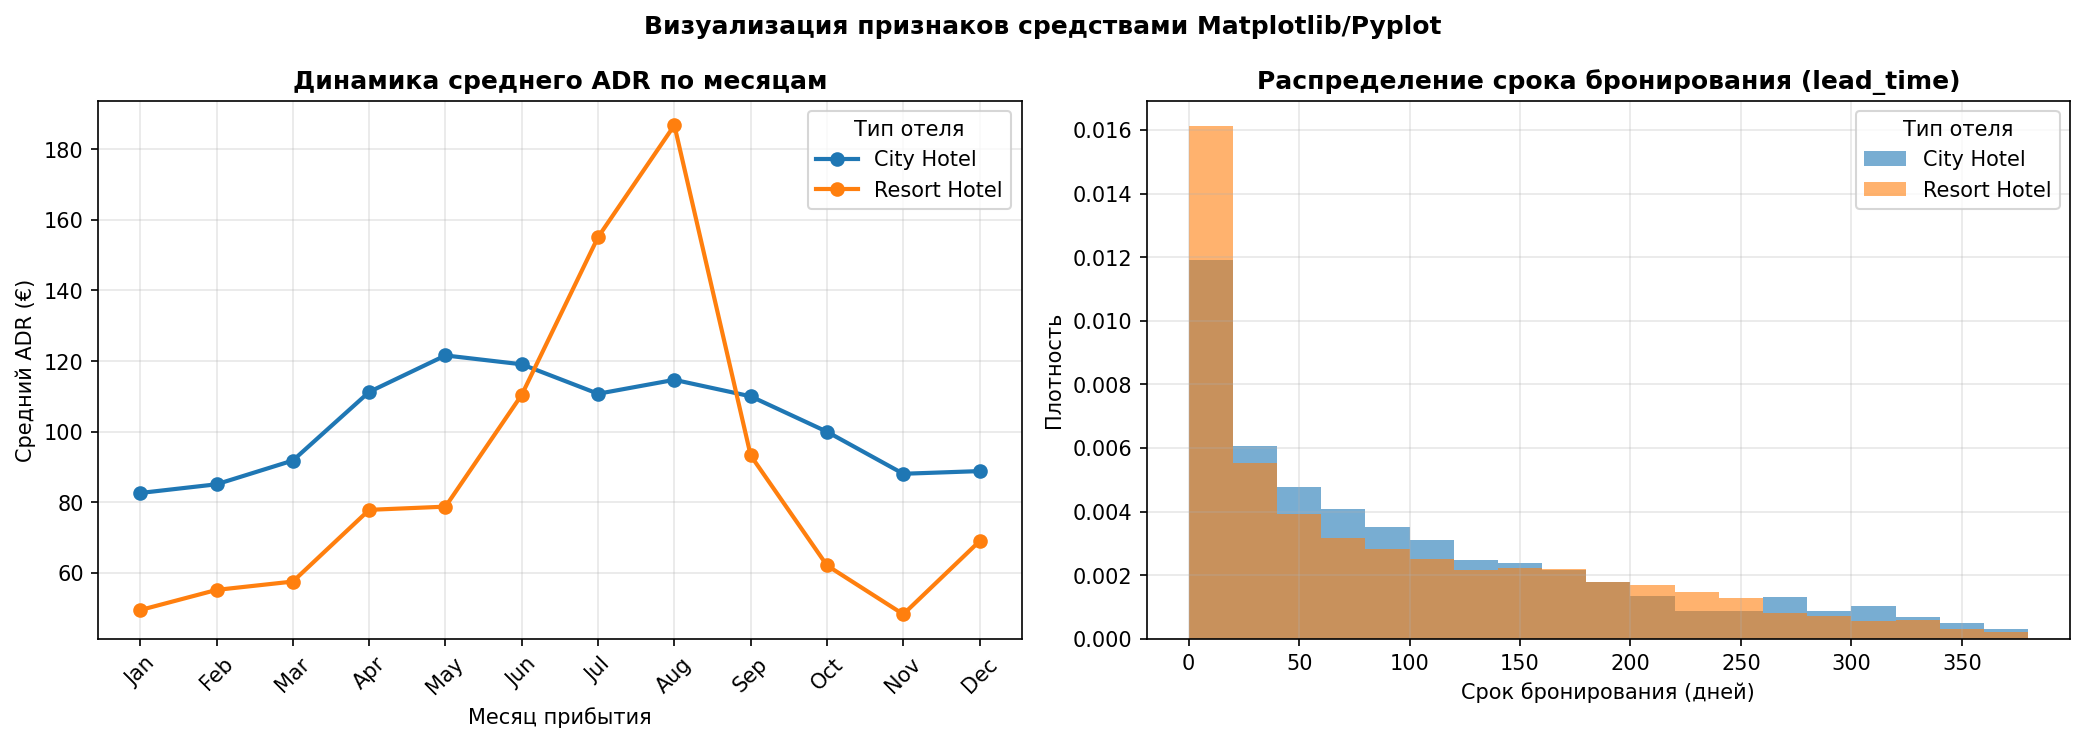 Визуализация признаков средствами Matplotlib/Pyplot
Динамика среднего ADR по месяцам
Тип отеля
City Hotel
Resort Hotel
Средний ADR (€)
180
160
140
120
100
80
60
Jan
Feb
Mar
Apr
May
Jun
Jul
Aug
Sep
Oct
Nov
Dec
Месяц прибытия
Распределение срока бронирования (lead_time)
Тип отеля
City Hotel
Resort Hotel
Плотность
0.016
0.014
0.012
0.010
0.008
0.006
0.004
0.002
0.000
0
50
100
150
200
250
300
350
Срок бронирования (дней)